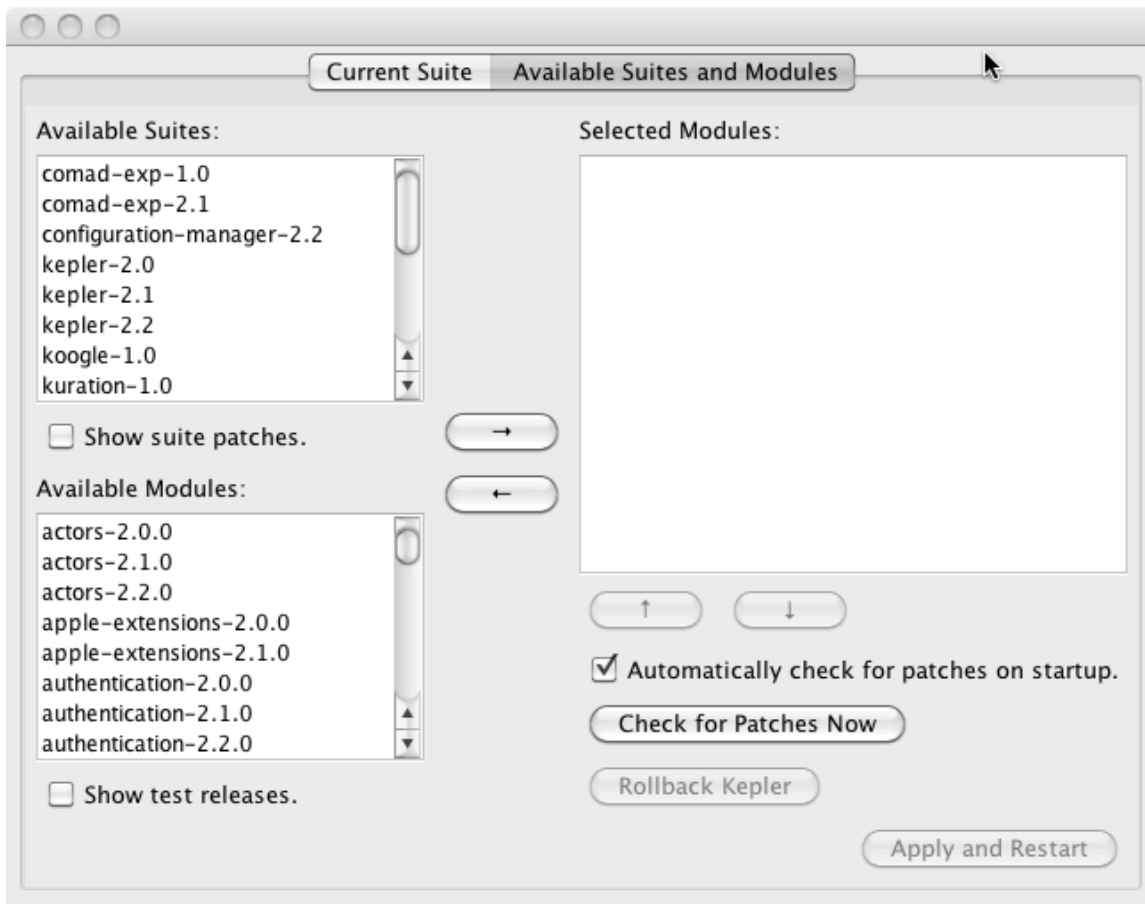 Current Suite
Available Suites and Modules
Available Suites:
comad-exp-1.0
comad-exp-2.1
configuration-manager-2.2
kepler-2.0
kepler-2.1
kepler-2.2
koogle-1.0
kuration-1.0
Show suite patches.
Available Modules:
actors-2.0.0
actors-2.1.0
actors-2.2.0
apple-extensions-2.0.0
apple-extensions-2.1.0
authentication-2.0.0
authentication-2.1.0
authentication-2.2.0
Show test releases.
→
←
Selected Modules:
↑
↓
Automatically check for patches on startup.
Check for Patches Now
Rollback Kepler
Apply and Restart